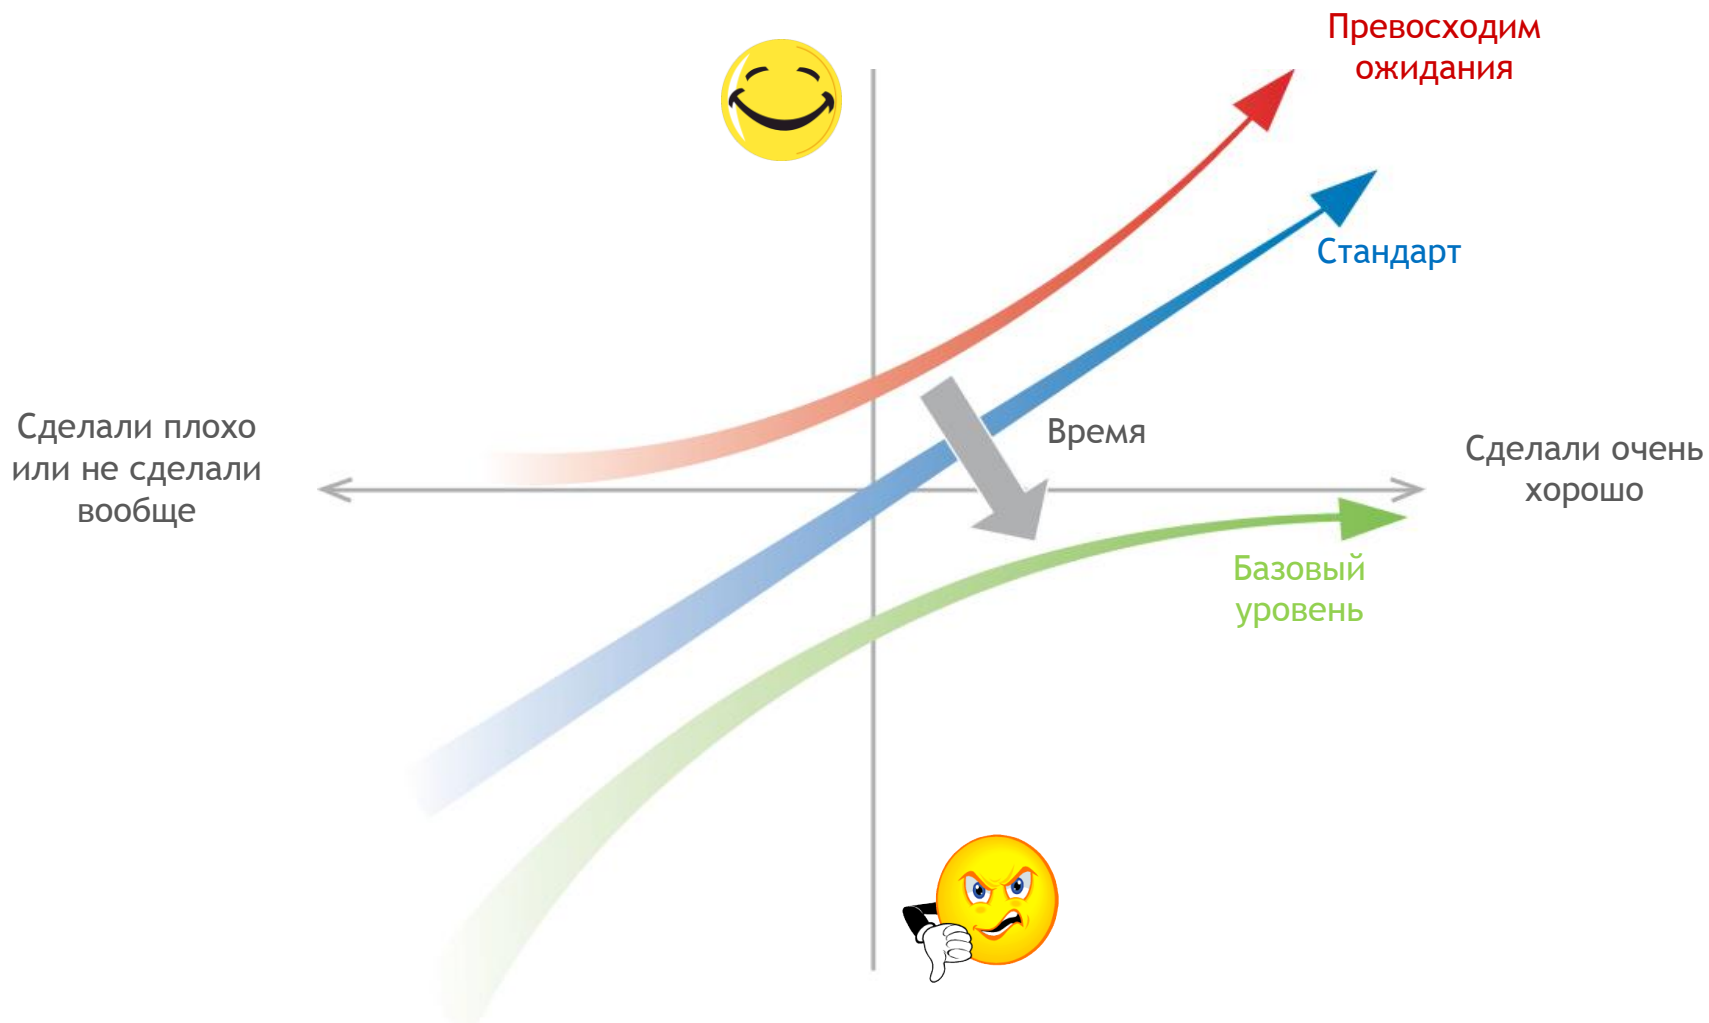 Превосходим
ожидания
Стандарт
Сделали плохо
или не сделали
вообще
Время
Сделали очень
хорошо
Базовый
уровень